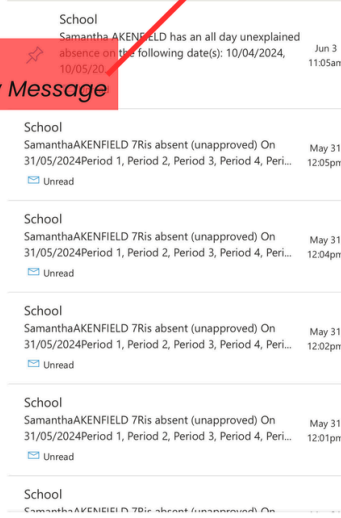 School
Samantha AKENFIELD has an all day unexplained
absence on the following date(s): 10/04/2024,
10/05/20
Jun 3
11:05am
Message
School
SamanthaAKENFIELD 7Ris absent (unapproved) On
31/05/2024Period 1, Period 2, Period 3, Period 4, Peri...
Unread
May 31
12:05pm
School
SamanthaAKENFIELD 7Ris absent (unapproved) On
31/05/2024Period 1, Period 2, Period 3, Period 4, Peri...
Unread
May 31
12:04pm
School
SamanthaAKENFIELD 7Ris absent (unapproved) On
31/05/2024Period 1, Period 2, Period 3, Period 4, Peri...
Unread
May 31
12:02pm
School
SamanthaAKENFIELD 7Ris absent (unapproved) On
31/05/2024Period 1, Period 2, Period 3, Period 4, Peri...
Unread
May 31
12:01pm
School
SamanthaAKENFIELD 7Ris absent (unapproved) On